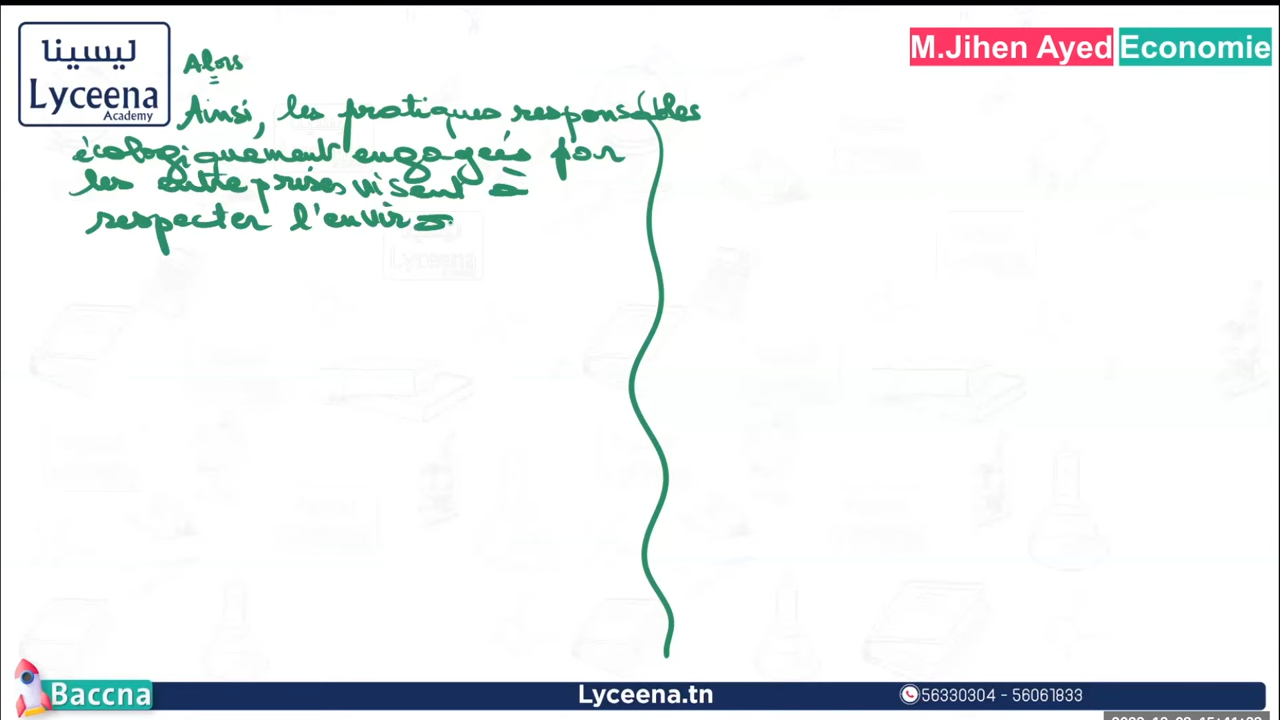 ليسينا
Lyceena
Academy
M.Jihen Ayed Economie
Alors
Ainsi, les pratiques responsables
écologiquement engagées par
les entreprises visent à
respecter l'envir
Baccna
Lyceena.tn
56330304 - 56061833